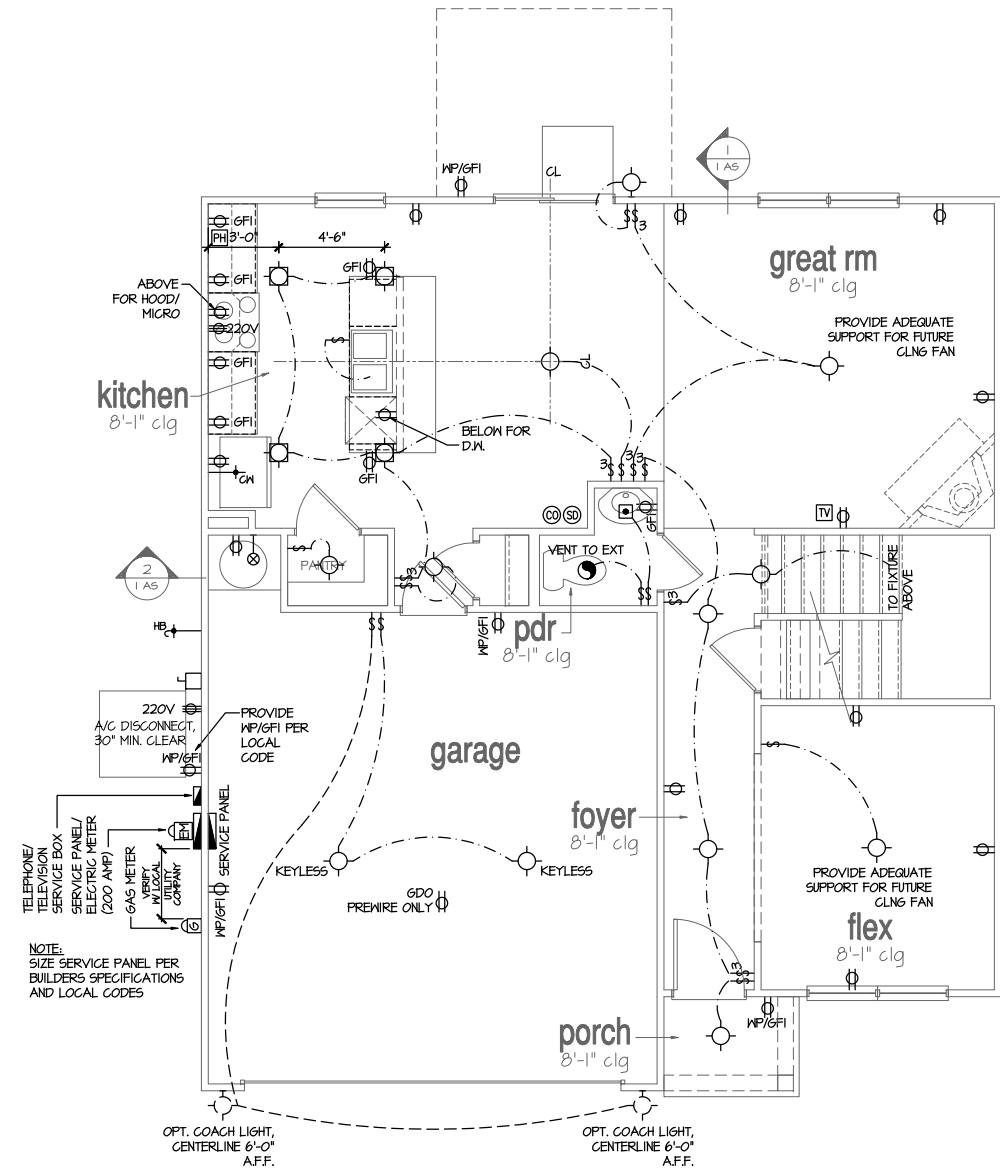 WP/GFI
CL
1
1 AS
GFI
PH
3'-0"
4'-6"
GFI
great rm
8'-1" clg
ABOVE
FOR HOOD/
MICRO
GFI
220V
$
$
3
PROVIDE ADEQUATE
SUPPORT FOR FUTURE
CLNG FAN
$
GFI
CL
kitchen
8'-1" clg
GFI
BELOW FOR
D.W.
3
$
$
3
$
3
$
CW
GFI
CO
SD
GFI
TV
VENT TO EXT
$
PANTRY
2
1 AS
$
$
3
TO FIXTURE
ABOVE
$
$
$
3
HB
C
$
$
WP/GFI
pdr
8'-1" clg
220V
A/C DISCONNECT,
30" MIN. CLEAR
WP/GFI
PROVIDE
WP/GFI PER
LOCAL
CODE
garage
$
foyer
8'-1" clg
TELEPHONE/
TELEVISION
SERVICE BOX
SERVICE PANEL/
ELECTRIC METER
(200 AMP)
GAS METER
VERIFY
W/ LOCAL
UTILITY
COMPANY
EM
G
SERVICE PANEL
WP/GFI
KEYLESS
KEYLESS
GDO
PREWIRE ONLY
PROVIDE ADEQUATE
SUPPORT FOR FUTURE
CLNG FAN
flex
8'-1" clg
NOTE:
SIZE SERVICE PANEL PER
BUILDERS SPECIFICATIONS
AND LOCAL CODES
3
$
$
WP/GFI
porch
8'-1" clg
OPT. COACH LIGHT,
CENTERLINE 6'-0"
A.F.F.
OPT. COACH LIGHT,
CENTERLINE 6'-0"
A.F.F.